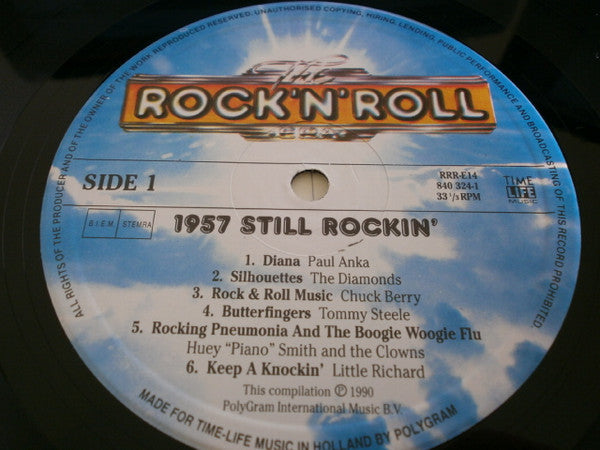 ALL RIGHTS OF THE PRODUCER AND OF THE OWNER OF THE WORK REPRODUCED RESERVED. UNAUTHORISED COPYING, HIRING, LENDING, PUBLIC PERFORMANCE AND BROADCASTING OF THIS RECORD PROHIBITED.
The
ROCK'N'ROLL
SIDE 1
RRR-E14
840 324-1
33 1/3 RPM
TIME
LIFE
MUSIC
B.I.E.M. STEMRA
1957 STILL ROCKIN'
1. Diana Paul Anka
2. Silhouettes The Diamonds
3. Rock & Roll Music Chuck Berry
4. Butterfingers Tommy Steele
5. Rocking Pneumonia And The Boogie Woogie Flu
Huey "Piano" Smith and the Clowns
6. Keep A Knockin' Little Richard
This compilation ℗ 1990
PolyGram International Music B.V.
MADE FOR TIME-LIFE MUSIC IN HOLLAND BY POLYGRAM